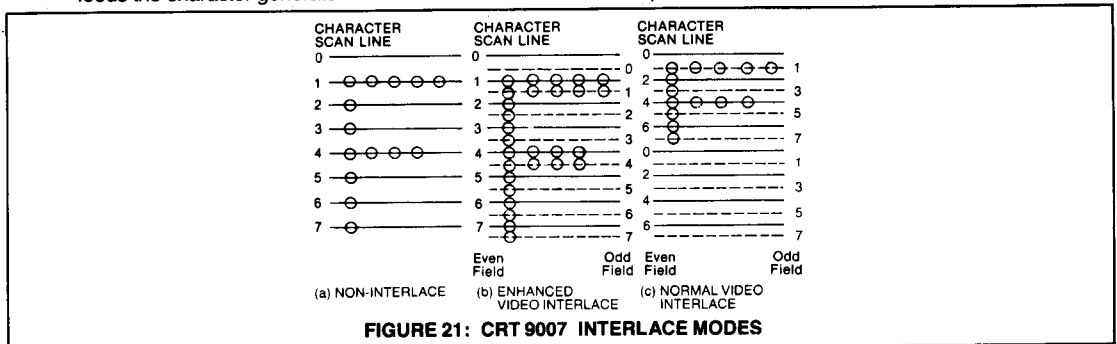 CHARACTER
SCAN LINE
0
1
2
3
4
5
6
7
(a) NON-INTERLACE
CHARACTER
SCAN LINE
0
0
1
1
2
2
3
3
4
4
5
5
6
6
7
7
Even
Field
Odd
Field
(b) ENHANCED
VIDEO INTERLACE
CHARACTER
SCAN LINE
0
1
2
3
4
5
6
7
0
1
2
3
4
5
6
7
Even
Field
Odd
Field
(c) NORMAL VIDEO
INTERLACE
FIGURE 21: CRT 9007 INTERLACE MODES